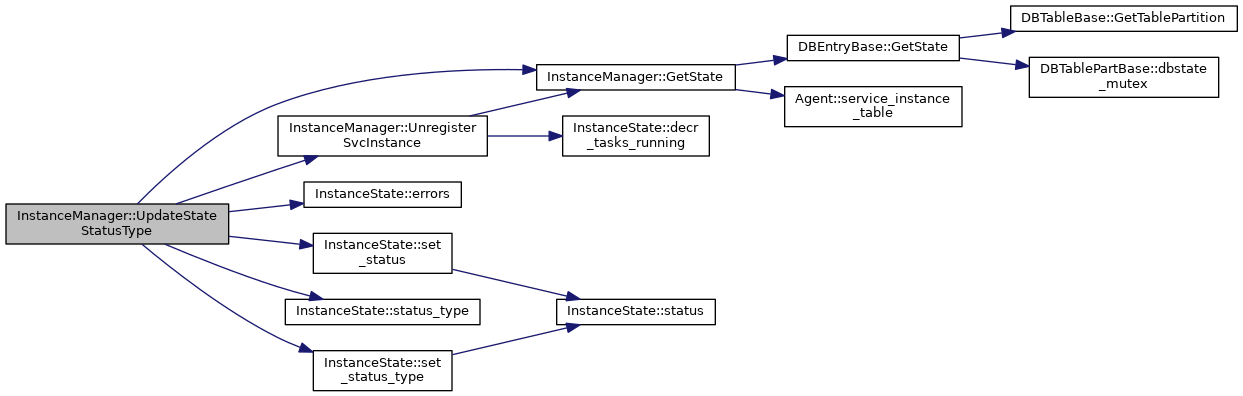 InstanceManager::UpdateState
StatusType
InstanceManager::GetState
DBEntryBase::GetState
DBTableBase::GetTablePartition
DBTablePartBase::dbstate
_mutex
Agent::service_instance
_table
InstanceManager::Unregister
SvcInstance
InstanceState::decr
_tasks_running
InstanceState::errors
InstanceState::set
_status
InstanceState::status
InstanceState::status_type
InstanceState::set
_status_type